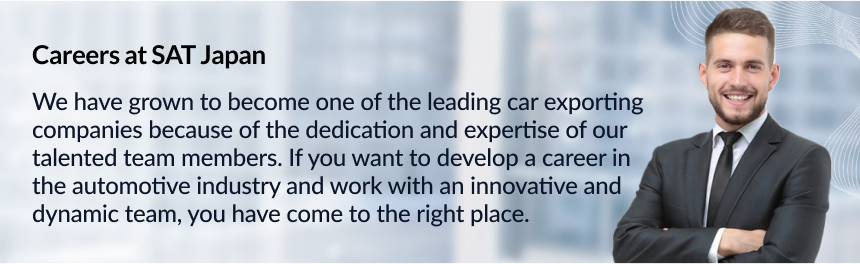 Careers at SAT Japan
We have grown to become one of the leading car exporting
companies because of the dedication and expertise of our
talented team members. If you want to develop a career in
the automotive industry and work with an innovative and
dynamic team, you have come to the right place.